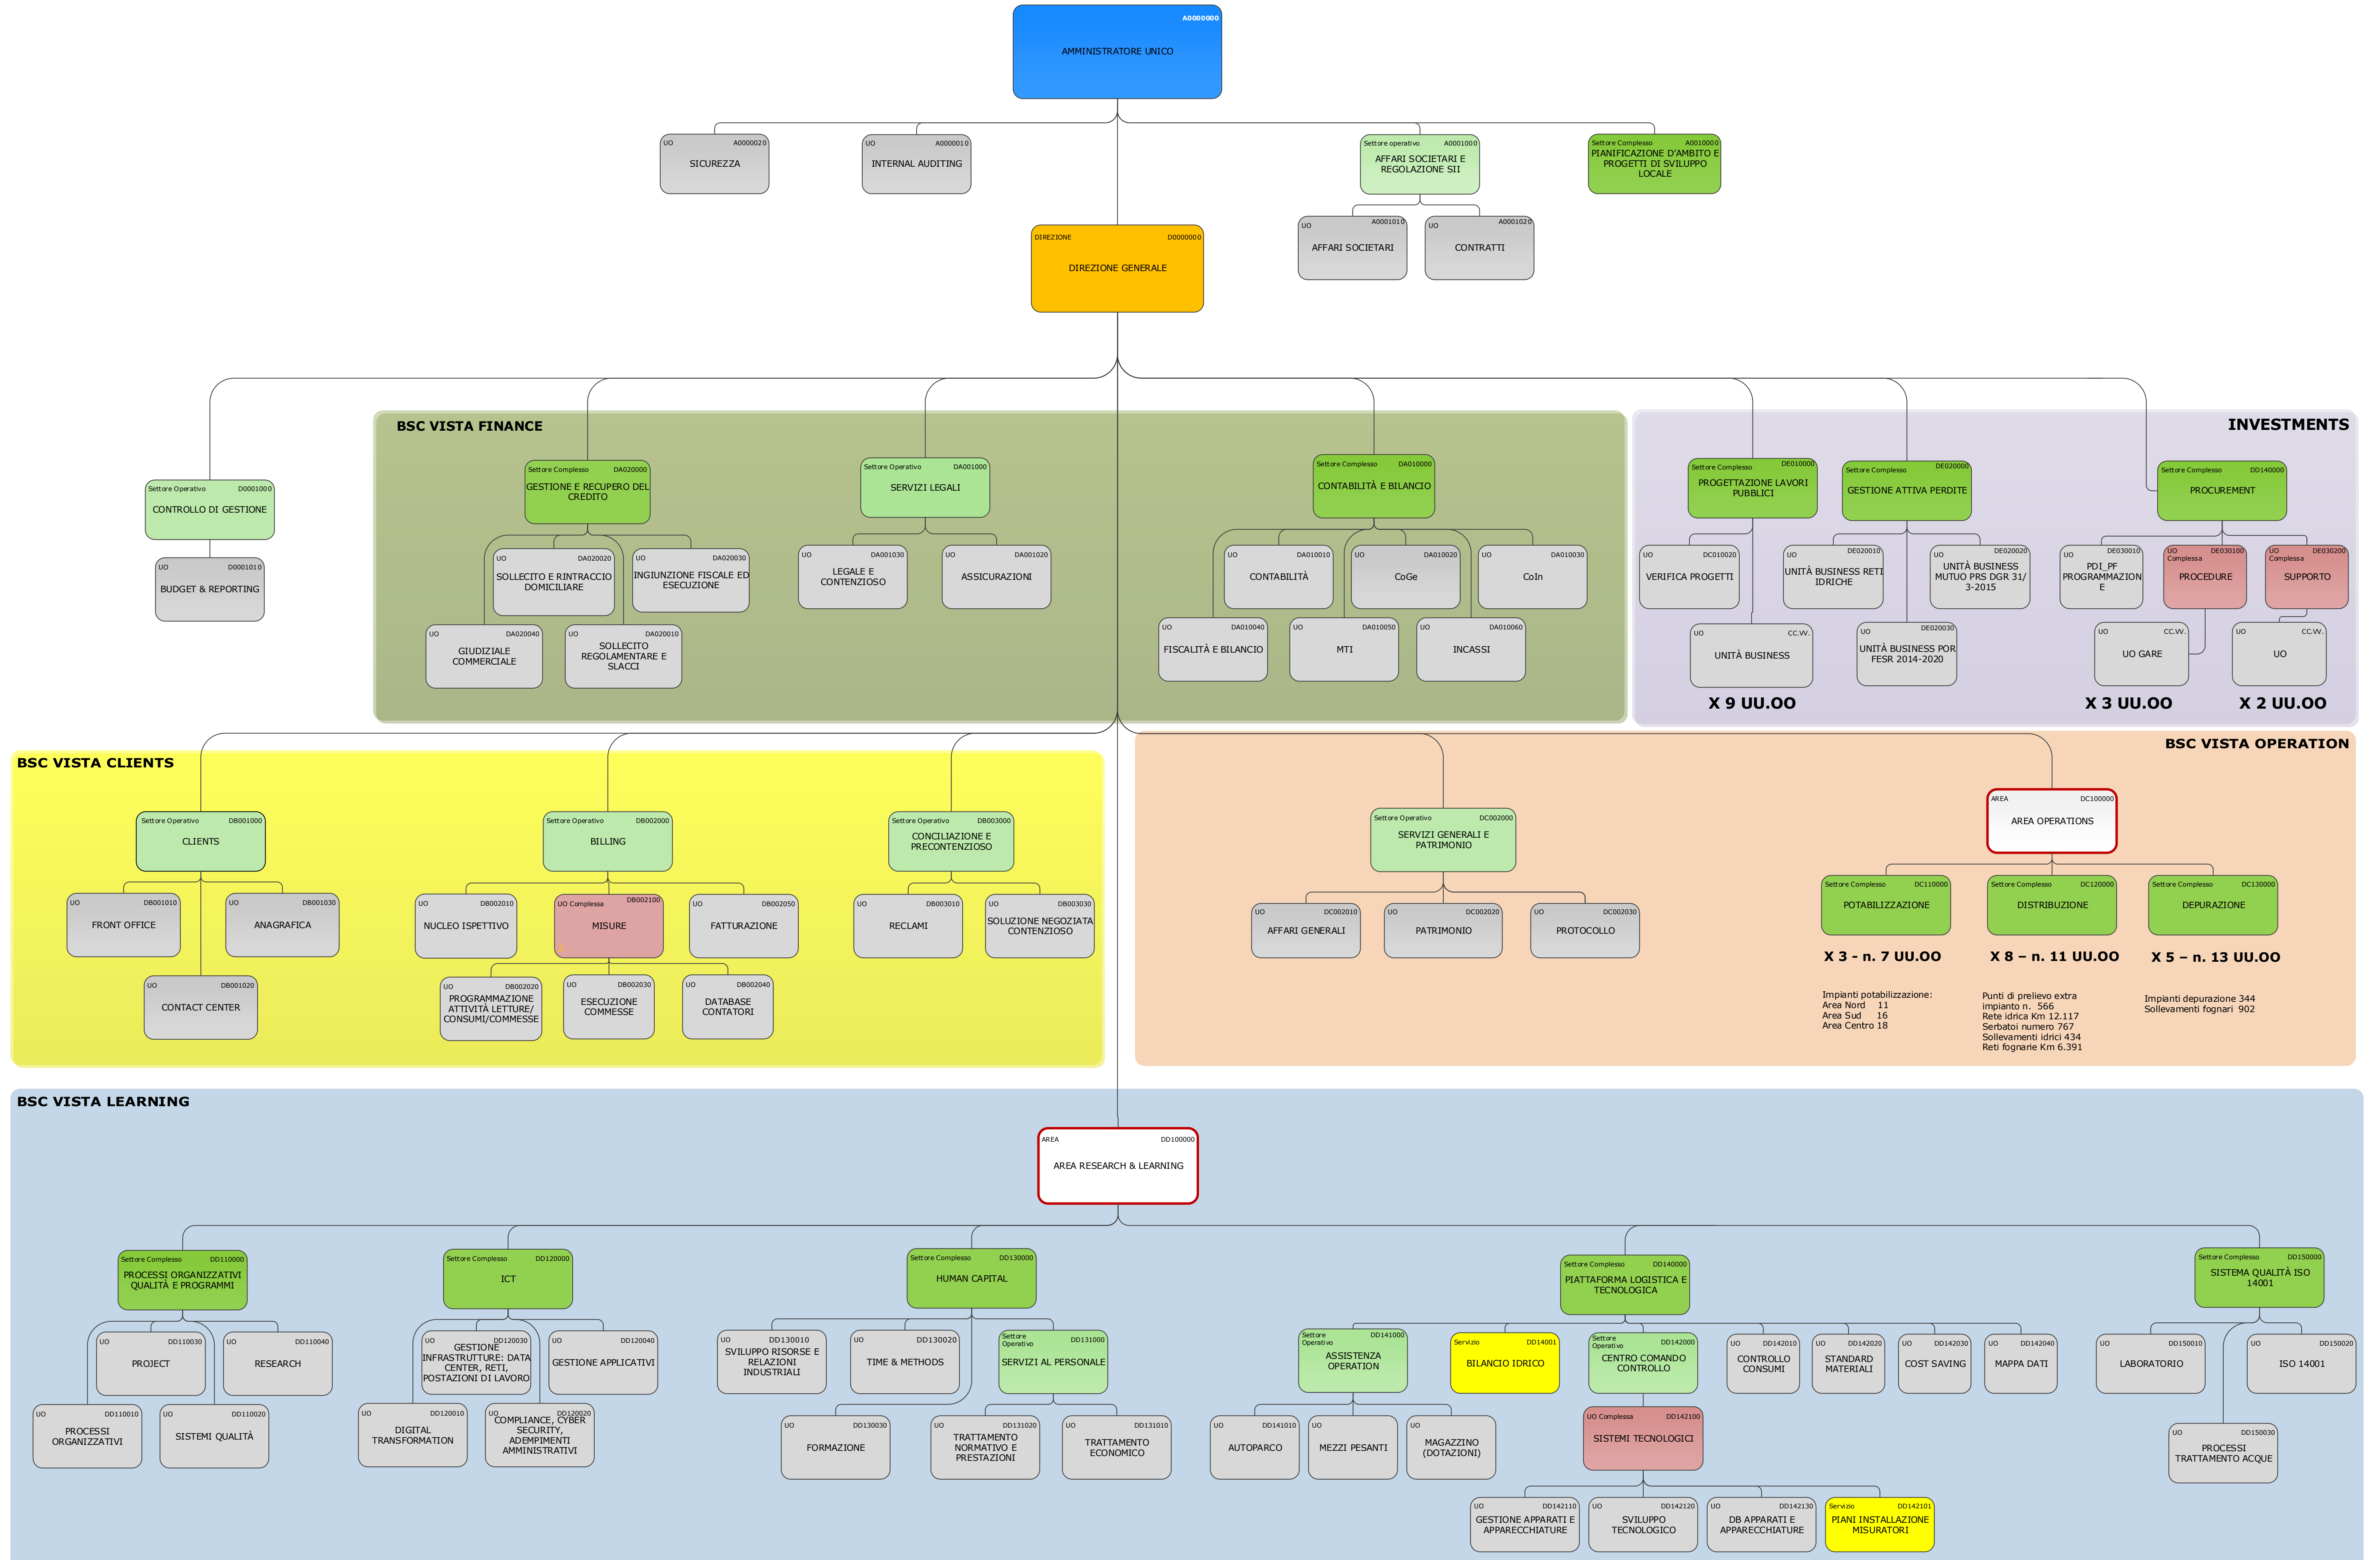 A0000000
AMMINISTRATORE UNICO
UO A0000020
SICUREZZA
UO A0000010
INTERNAL AUDITING
Settore operativo A0001000
AFFARI SOCIETARI E
REGOLAZIONE SII
Settore Complesso A0010000
PIANIFICAZIONE D'AMBITO E
PROGETTI DI SVILUPPO
LOCALE
UO A0001010
AFFARI SOCIETARI
UO A0001020
CONTRATTI
DIREZIONE D0000000
DIREZIONE GENERALE
Settore Operativo D0001000
CONTROLLO DI GESTIONE
UO D0001010
BUDGET & REPORTING
BSC VISTA FINANCE
Settore Complesso DA020000
GESTIONE E RECUPERO DEL
CREDITO
UO DA020020
SOLLECITO E RINTRACCIO
DOMICILIARE
UO DA020030
INGIUNZIONE FISCALE ED
ESECUZIONE
UO DA020040
GIUDIZIALE
COMMERCIALE
UO DA020010
SOLLECITO
REGOLAMENTARE E
SLACCI
Settore Operativo DA001000
SERVIZI LEGALI
UO DA001030
LEGALE E
CONTENZIOSO
UO DA001020
ASSICURAZIONI
Settore Complesso DA010000
CONTABILITÀ E BILANCIO
UO DA010010
CONTABILITÀ
UO DA010020
CoGe
UO DA010030
CoIn
UO DA010040
FISCALITÀ E BILANCIO
UO DA010050
MTI
UO DA010060
INCASSI
INVESTMENTS
Settore Complesso DE010000
PROGETTAZIONE LAVORI
PUBBLICI
UO DC010020
VERIFICA PROGETTI
UO CC.VV.
UNITÀ BUSINESS
X 9 UU.OO
Settore Complesso DE020000
GESTIONE ATTIVA PERDITE
UO DE020010
UNITÀ BUSINESS RETI
IDRICHE
UO DE020020
UNITÀ BUSINESS
MUTUO PRS DGR 31/
3-2015
UO DE020030
UNITÀ BUSINESS POR
FESR 2014-2020
Settore Complesso DD140000
PROCUREMENT
UO DE030010
PDI_PF
PROGRAMMAZION
E
UO Complessa DE030100
PROCEDURE
UO Complessa DE030200
SUPPORTO
UO CC.VV.
UO GARE
UO CC.VV.
UO
X 3 UU.OO
X 2 UU.OO
BSC VISTA CLIENTS
Settore Operativo DB001000
CLIENTS
UO DB001010
FRONT OFFICE
UO DB001030
ANAGRAFICA
UO DB001020
CONTACT CENTER
Settore Operativo DB002000
BILLING
UO DB002010
NUCLEO ISPETTIVO
UO Complessa DB002100
MISURE
UO DB002050
FATTURAZIONE
UO DB002020
PROGRAMMAZIONE
ATTIVITÀ LETTURE/
CONSUMI/COMMESSE
UO DB002030
ESECUZIONE
COMMESSE
UO DB002040
DATABASE
CONTATORI
Settore Operativo DB003000
CONCILIAZIONE E
PRECONTENZIOSO
UO DB003010
RECLAMI
UO DB003030
SOLUZIONE NEGOZIATA
CONTENZIOSO
BSC VISTA OPERATION
Settore Operativo DC002000
SERVIZI GENERALI E
PATRIMONIO
UO DC002010
AFFARI GENERALI
UO DC002020
PATRIMONIO
UO DC002030
PROTOCOLLO
AREA DC100000
AREA OPERATIONS
Settore Complesso DC110000
POTABILIZZAZIONE
Settore Complesso DC120000
DISTRIBUZIONE
Settore Complesso DC130000
DEPURAZIONE
X 3 - n. 7 UU.OO
X 8 – n. 11 UU.OO
X 5 – n. 13 UU.OO
Impianti potabilizzazione:
Area Nord 11
Area Sud 16
Area Centro 18
Punti di prelievo extra
impianto n. 566
Rete idrica Km 12.117
Serbatoi numero 767
Sollevamenti idrici 434
Reti fognarie Km 6.391
Impianti depurazione 344
Sollevamenti fognari 902
BSC VISTA LEARNING
AREA DD100000
AREA RESEARCH & LEARNING
Settore Complesso DD110000
PROCESSI ORGANIZZATIVI
QUALITÀ E PROGRAMMI
UO DD110030
PROJECT
UO DD110040
RESEARCH
UO DD110010
PROCESSI
ORGANIZZATIVI
UO DD110020
SISTEMI QUALITÀ
Settore Complesso DD120000
ICT
UO DD120030
GESTIONE
INFRASTRUTTURE: DATA
CENTER, RETI,
POSTAZIONI DI LAVORO
UO DD120040
GESTIONE APPLICATIVI
UO DD120010
DIGITAL
TRANSFORMATION
UO DD120020
COMPLIANCE, CYBER
SECURITY,
ADEMPIMENTI
AMMINISTRATIVI
Settore Complesso DD130000
HUMAN CAPITAL
UO DD130010
SVILUPPO RISORSE E
RELAZIONI
INDUSTRIALI
UO DD130020
TIME & METHODS
Settore
Operativo DD131000
SERVIZI AL PERSONALE
UO DD130030
FORMAZIONE
UO DD131020
TRATTAMENTO
NORMATIVO E
PRESTAZIONI
UO DD131010
TRATTAMENTO
ECONOMICO
Settore Complesso DD140000
PIATTAFORMA LOGISTICA E
TECNOLOGICA
Settore
Operativo DD141000
ASSISTENZA
OPERATION
Servizio DD14001
BILANCIO IDRICO
Settore
Operativo DD142000
CENTRO COMANDO
CONTROLLO
UO DD142010
CONTROLLO
CONSUMI
UO DD142020
STANDARD
MATERIALI
UO DD142030
COST SAVING
UO DD142040
MAPPA DATI
UO DD141010
AUTOPARCO
UO
MEZZI PESANTI
UO
MAGAZZINO
(DOTAZIONI)
UO Complessa DD142100
SISTEMI TECNOLOGICI
UO DD142110
GESTIONE APPARATI E
APPARECCHIATURE
UO DD142120
SVILUPPO
TECNOLOGICO
UO DD142130
DB APPARATI E
APPARECCHIATURE
Servizio DD142101
PIANI INSTALLAZIONE
MISURATORI
Settore Complesso DD150000
SISTEMA QUALITÀ ISO
14001
UO DD150010
LABORATORIO
UO DD150020
ISO 14001
UO DD150030
PROCESSI
TRATTAMENTO ACQUE